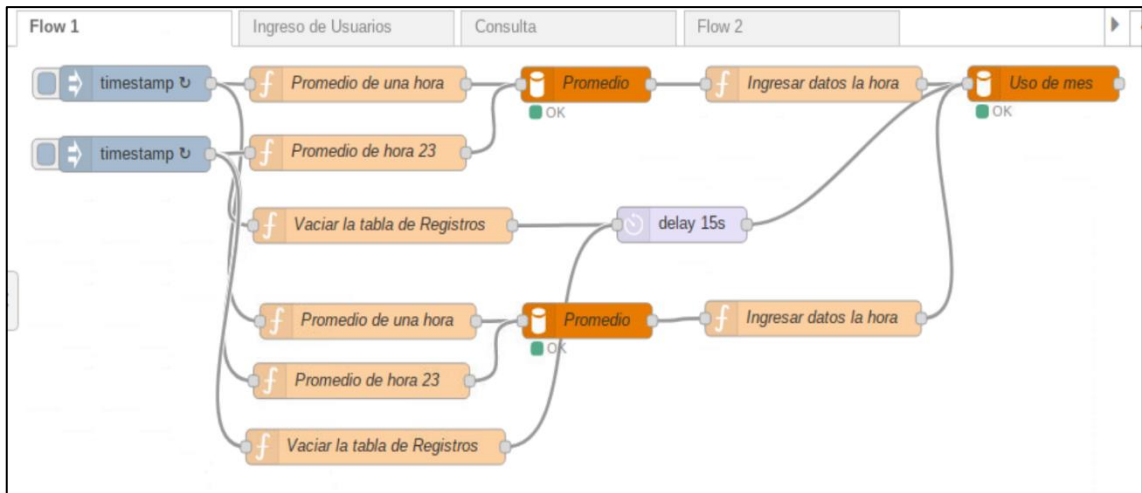 Flow 1
Ingreso de Usuarios
Consulta
Flow 2
timestamp ↻
Promedio de una hora
Promedio
OK
Ingresar datos la hora
Uso de mes
OK
timestamp ↻
Promedio de hora 23
Vaciar la tabla de Registros
delay 15s
Promedio de una hora
Promedio
OK
Ingresar datos la hora
Promedio de hora 23
Vaciar la tabla de Registros